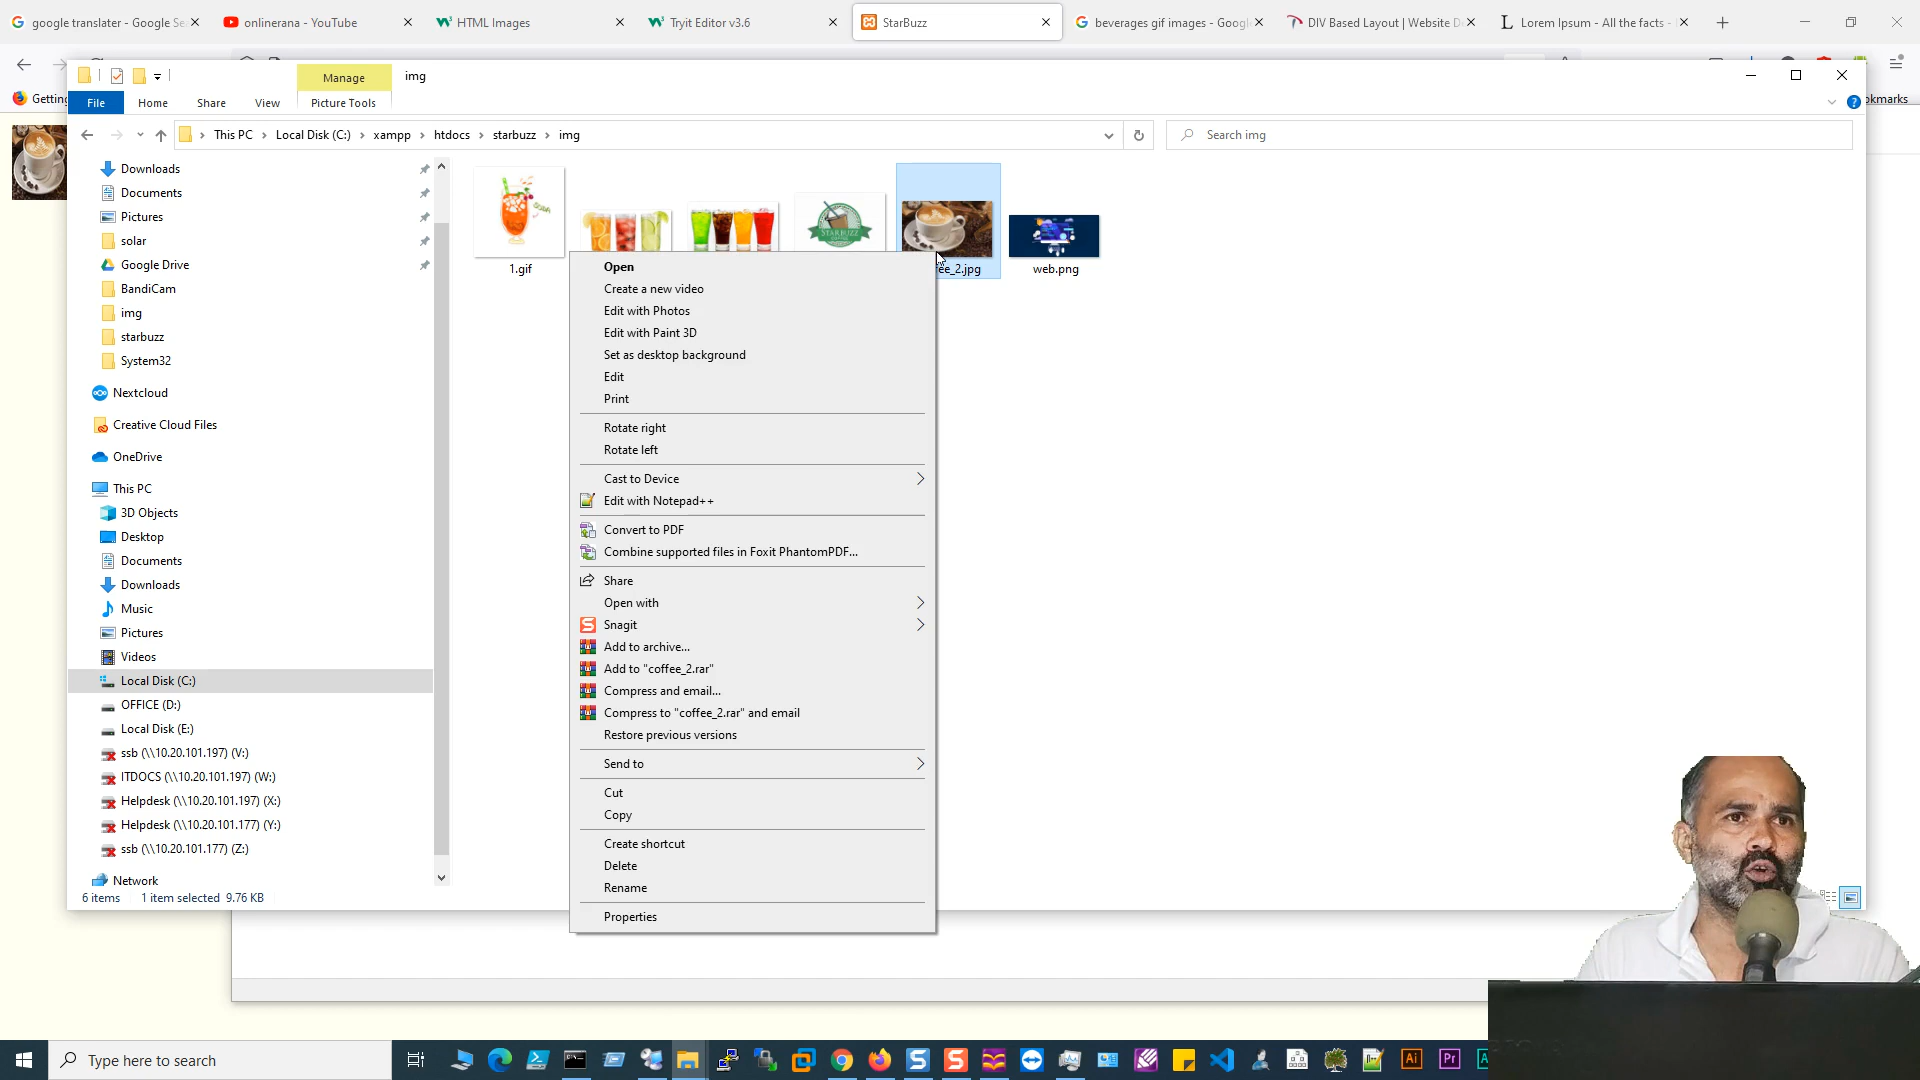 google translater - Google Se
onlinerana - YouTube
HTML Images
Tryit Editor v3.6
StarBuzz
beverages gif images - Google
DIV Based Layout | Website D
Lorem Ipsum - All the facts -
Getting
okmarks
Manage
img
File
Home
Share
View
Picture Tools
This PC
Local Disk (C:)
xampp
htdocs
starbuzz
img
Search img
Downloads
Documents
Pictures
solar
Google Drive
BandiCam
img
starbuzz
System32
Nextcloud
Creative Cloud Files
OneDrive
This PC
3D Objects
Desktop
Documents
Downloads
Music
Pictures
Videos
Local Disk (C:)
OFFICE (D:)
Local Disk (E:)
ssb (\\10.20.101.197) (V:)
ITDOCS (\\10.20.101.197) (W:)
Helpdesk (\\10.20.101.197) (X:)
Helpdesk (\\10.20.101.177) (Y:)
ssb (\\10.20.101.177) (Z:)
Network
6 items
1 item selected 9.76 KB
STARBUZZ
1.gif
ee_2.jpg
web.png
Open
Create a new video
Edit with Photos
Edit with Paint 3D
Set as desktop background
Edit
Print
Rotate right
Rotate left
Cast to Device
Edit with Notepad++
Convert to PDF
Combine supported files in Foxit PhantomPDF...
Share
Open with
Snagit
Add to archive...
Add to "coffee_2.rar"
Compress and email...
Compress to "coffee_2.rar" and email
Restore previous versions
Send to
Cut
Copy
Create shortcut
Delete
Rename
Properties
Type here to search
Ai
Pr